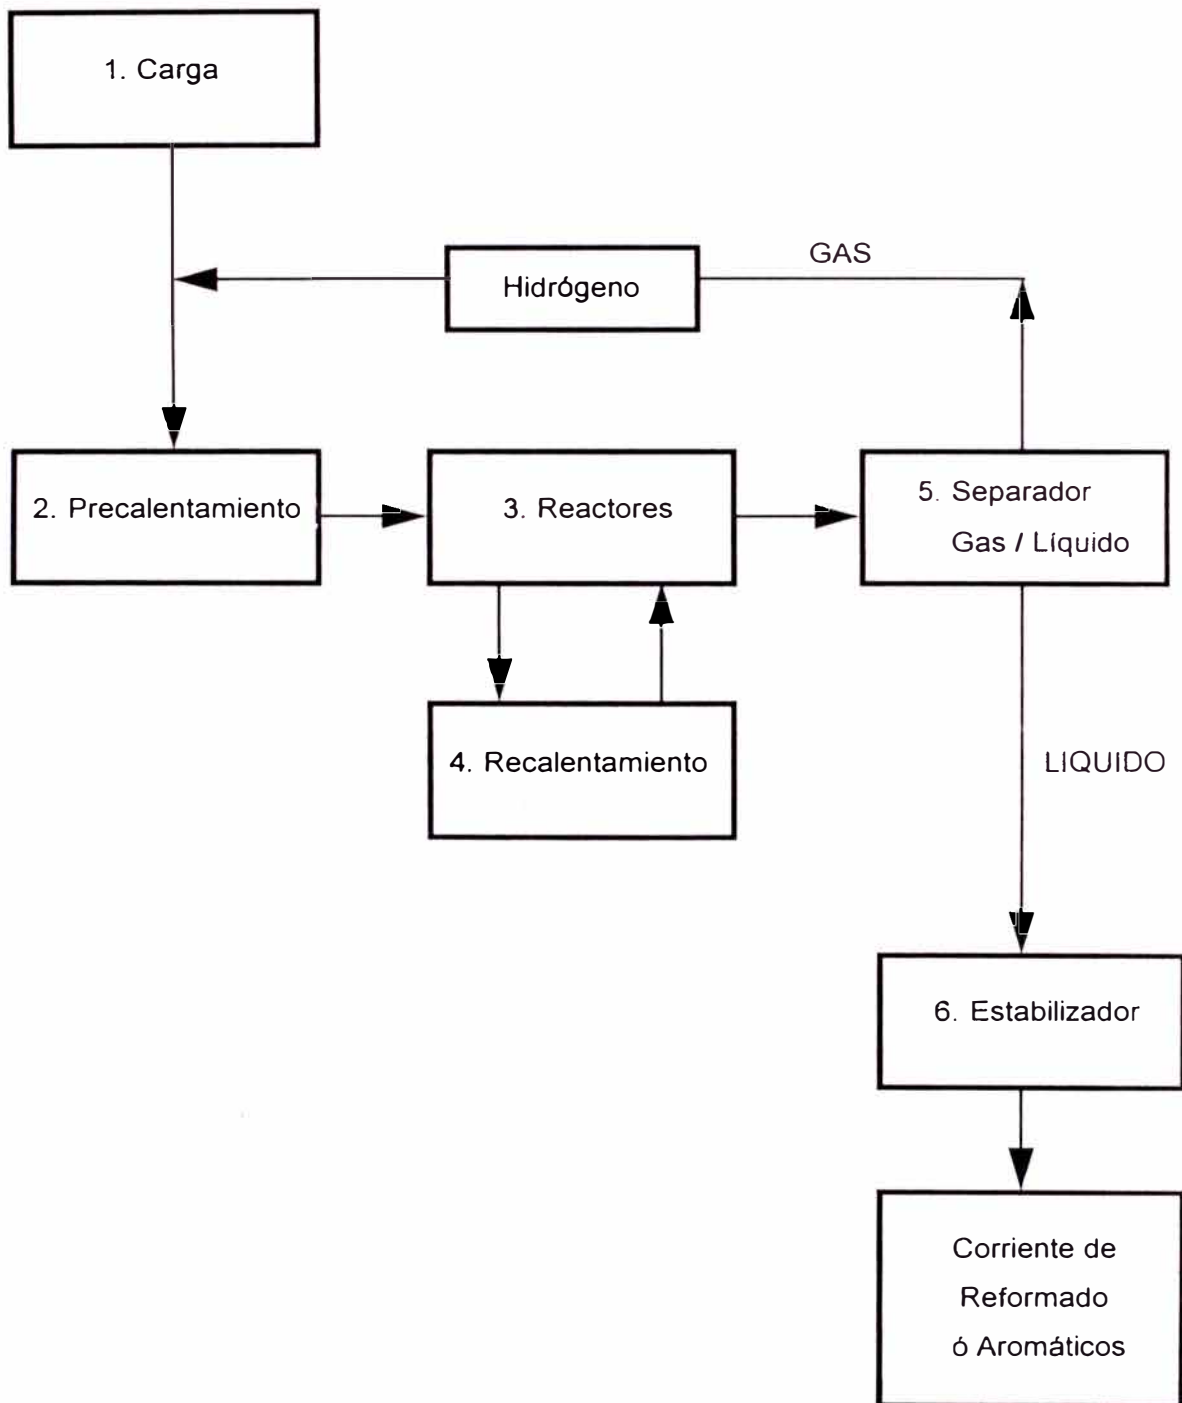 1. Carga
GAS
Hidrógeno
2. Precalentamiento
3. Reactores
5. Separador
Gas / Líquido
4. Recalentamiento
LIQUIDO
6. Estabilizador
Corriente de
Reformado
ó Aromáticos